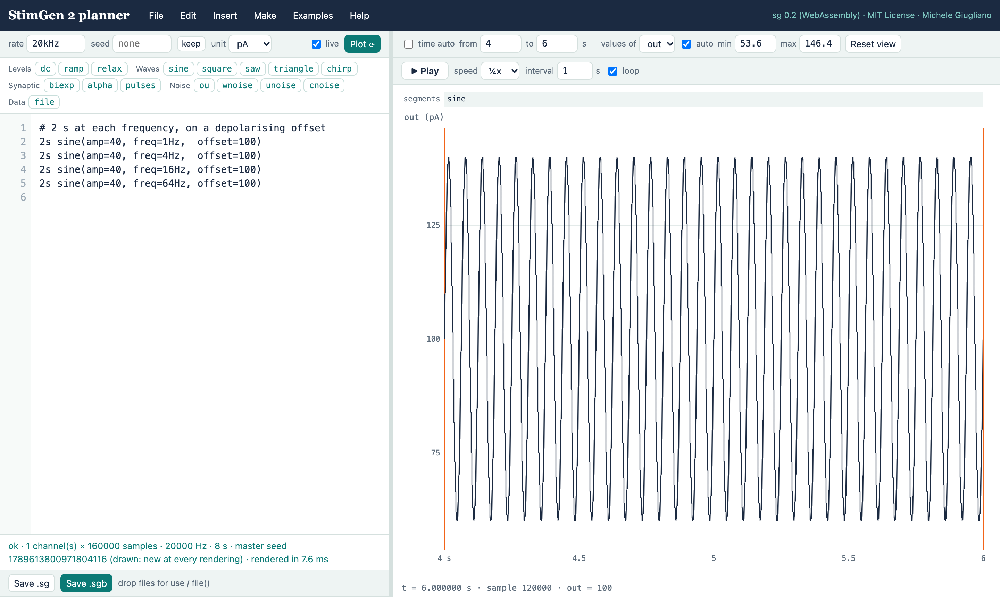 StimGen 2 planner File Edit Insert Make Examples Help sg 0.2 (WebAssembly) · MIT License · Michele Giugliano
rate 20kHz seed none keep unit pA live Plot ⟳
Levels dc ramp relax Waves sine square saw triangle chirp
Synaptic biexp alpha pulses Noise ou wnoise unoise cnoise
Data file
1 # 2 s at each frequency, on a depolarising offset
2 2s sine(amp=40, freq=1Hz,  offset=100)
3 2s sine(amp=40, freq=4Hz,  offset=100)
4 2s sine(amp=40, freq=16Hz, offset=100)
5 2s sine(amp=40, freq=64Hz, offset=100)
6
ok · 1 channel(s) × 160000 samples · 20000 Hz · 8 s · master seed
1789613800971804116 (drawn: new at every rendering) · rendered in 7.6 ms
Save .sg Save .sgb drop files for use / file()
time auto from 4 to 6 s values of out auto min 53.6 max 146.4 Reset view
▶ Play speed ¼× interval 1 s loop
segments sine
out (pA)
125
100
75
4 s 4.5 5 5.5 6
t = 6.000000 s · sample 120000 · out = 100